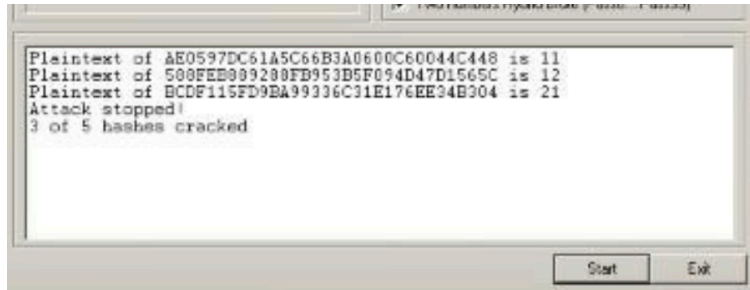 Plaintext of AE0597DC61A5C66B3A0600C60044C448 is 11
Plaintext of 588FEB889288FB953B5F094D47D1565C is 12
Plaintext of BCDF115FD9BA99336C31E176EE34B304 is 21
Attack stopped!
3 of 5 hashes cracked
Start
Exit